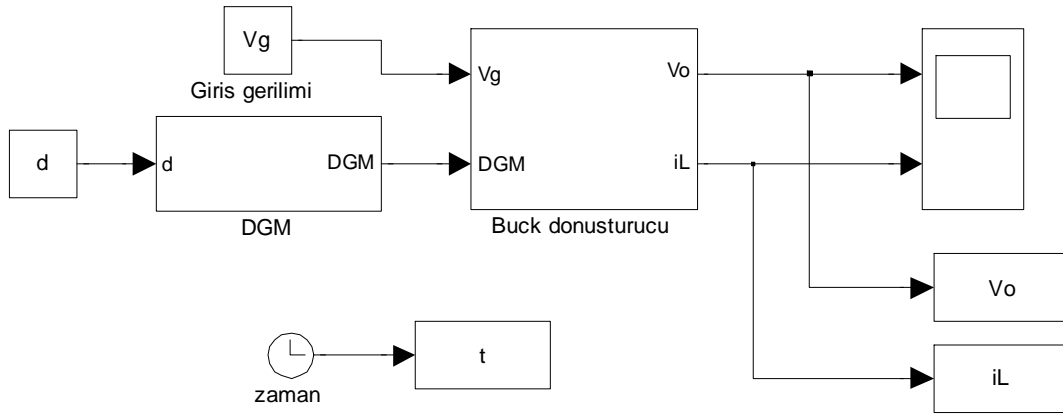 Vg
Giris gerilimi
d
d
DGM
DGM
Vg
DGM
Vo
iL
Buck donusturucu
Vo
iL
t
zaman